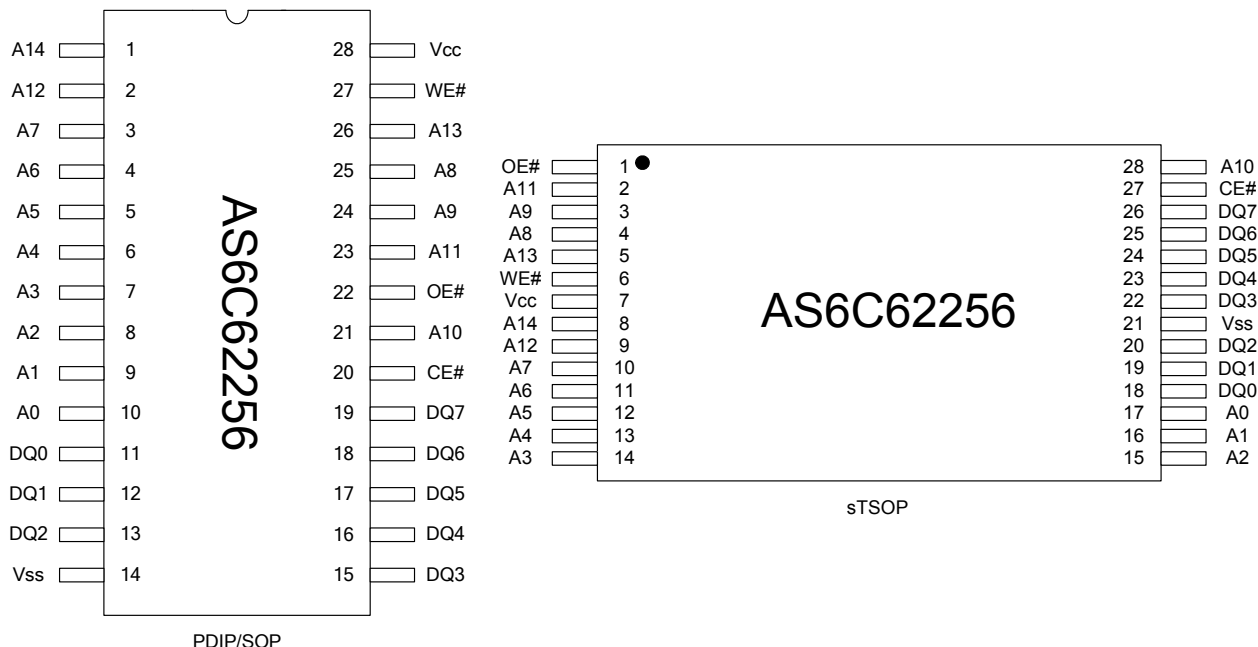 A14 1 28 Vcc
A12 2 27 WE#
A7 3 26 A13
A6 4 25 A8
A5 5 24 A9
A4 6 23 A11
A3 7 22 OE#
A2 8 21 A10
A1 9 20 CE#
A0 10 19 DQ7
DQ0 11 18 DQ6
DQ1 12 17 DQ5
DQ2 13 16 DQ4
Vss 14 15 DQ3
AS6C62256
PDIP/SOP
OE# 1 28 A10
A11 2 27 CE#
A9 3 26 DQ7
A8 4 25 DQ6
A13 5 24 DQ5
WE# 6 23 DQ4
Vcc 7 22 DQ3
A14 8 21 Vss
A12 9 20 DQ2
A7 10 19 DQ1
A6 11 18 DQ0
A5 12 17 A0
A4 13 16 A1
A3 14 15 A2
AS6C62256
sTSOP